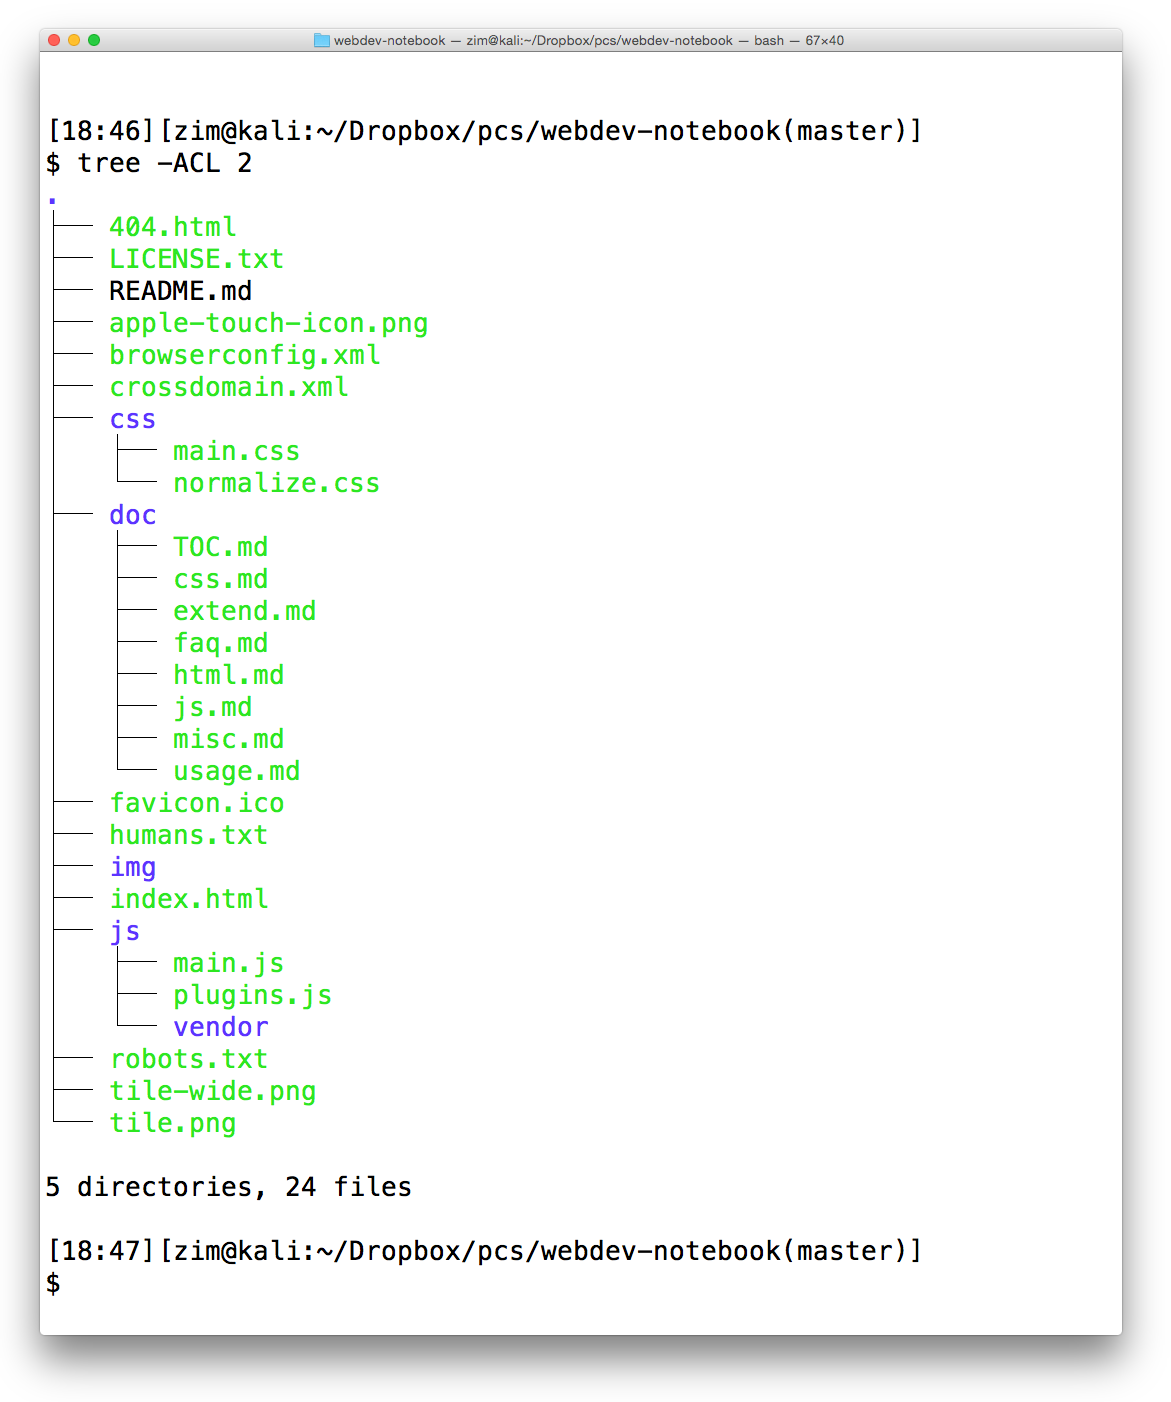 webdev-notebook — zim@kali:~/Dropbox/pcs/webdev-notebook — bash — 67×40
[18:46][zim@kali:~/Dropbox/pcs/webdev-notebook(master)]
$ tree -ACL 2
.
├── 404.html
├── LICENSE.txt
├── README.md
├── apple-touch-icon.png
├── browserconfig.xml
├── crossdomain.xml
├── css
│   ├── main.css
│   └── normalize.css
├── doc
│   ├── TOC.md
│   ├── css.md
│   ├── extend.md
│   ├── faq.md
│   ├── html.md
│   ├── js.md
│   ├── misc.md
│   └── usage.md
├── favicon.ico
├── humans.txt
├── img
├── index.html
├── js
│   ├── main.js
│   ├── plugins.js
│   └── vendor
├── robots.txt
├── tile-wide.png
└── tile.png
5 directories, 24 files
[18:47][zim@kali:~/Dropbox/pcs/webdev-notebook(master)]
$